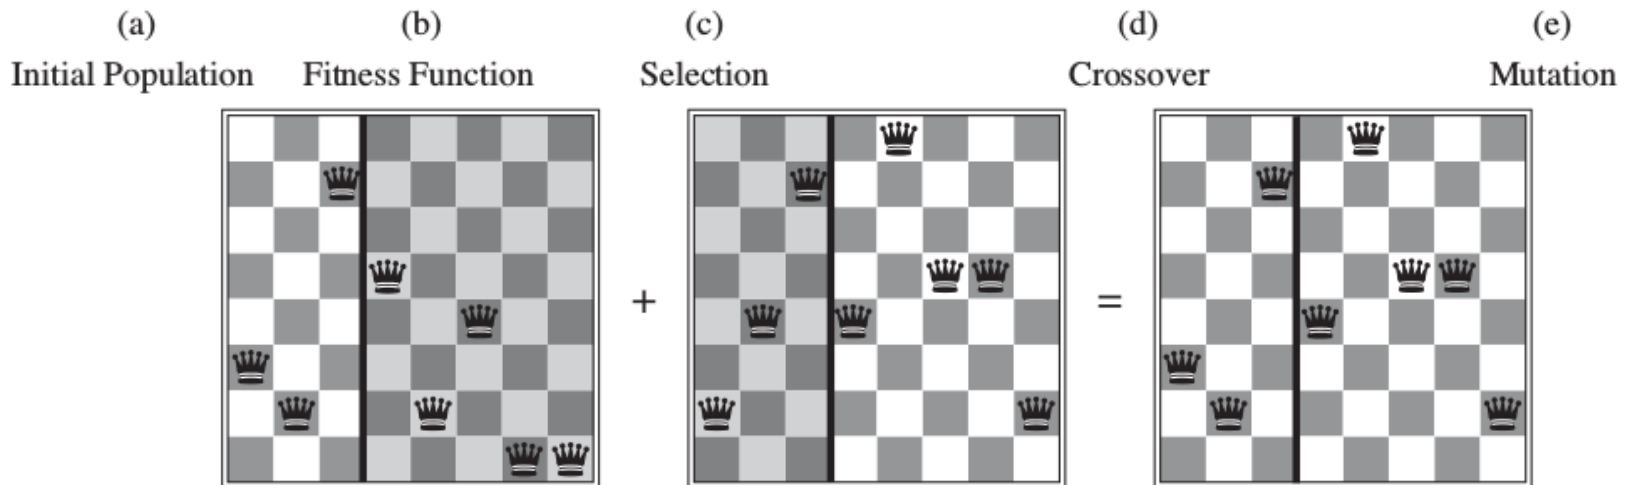 (a) (b) (c) (d) (e)
Initial Population Fitness Function Selection Crossover Mutation
+ =